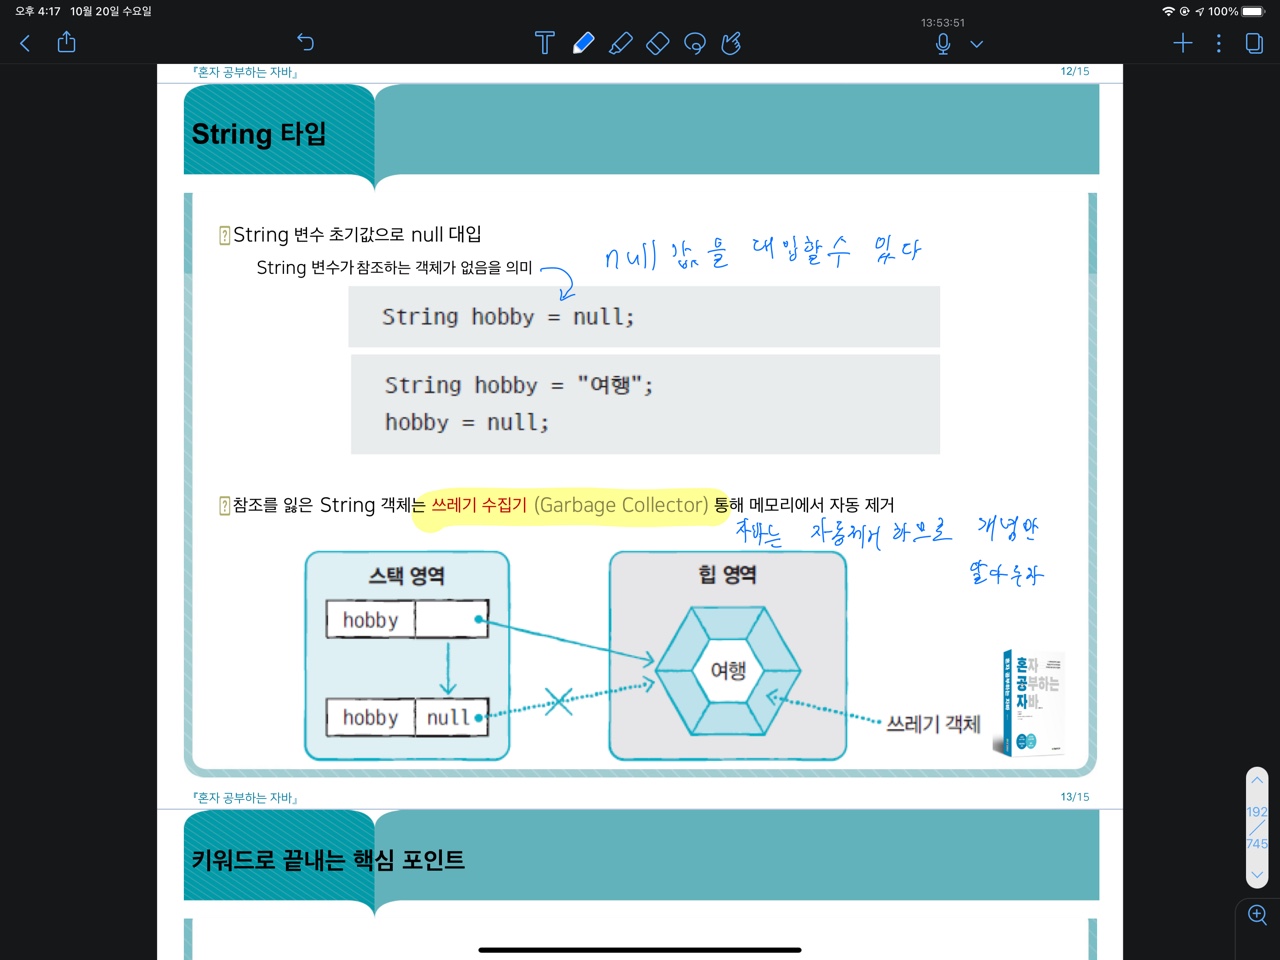 오후 4:17 10월 20일 수요일
100%
13:53:51
『혼자 공부하는 자바』
12/15
String 타입
String 변수 초기값으로 null 대입
String 변수가 참조하는 객체가 없음을 의미
null 값을 대입할수 있다
String hobby = null;
String hobby = "여행";
hobby = null;
참조를 잃은 String 객체는 쓰레기 수집기 (Garbage Collector) 통해 메모리에서 자동 제거
자바는 자동제거 하므로 개념만
알아두자
스택 영역
힙 영역
hobby
여행
hobby null
쓰레기 객체
혼자
공부하는
자바
『혼자 공부하는 자바』
13/15
키워드로 끝내는 핵심 포인트
192
745